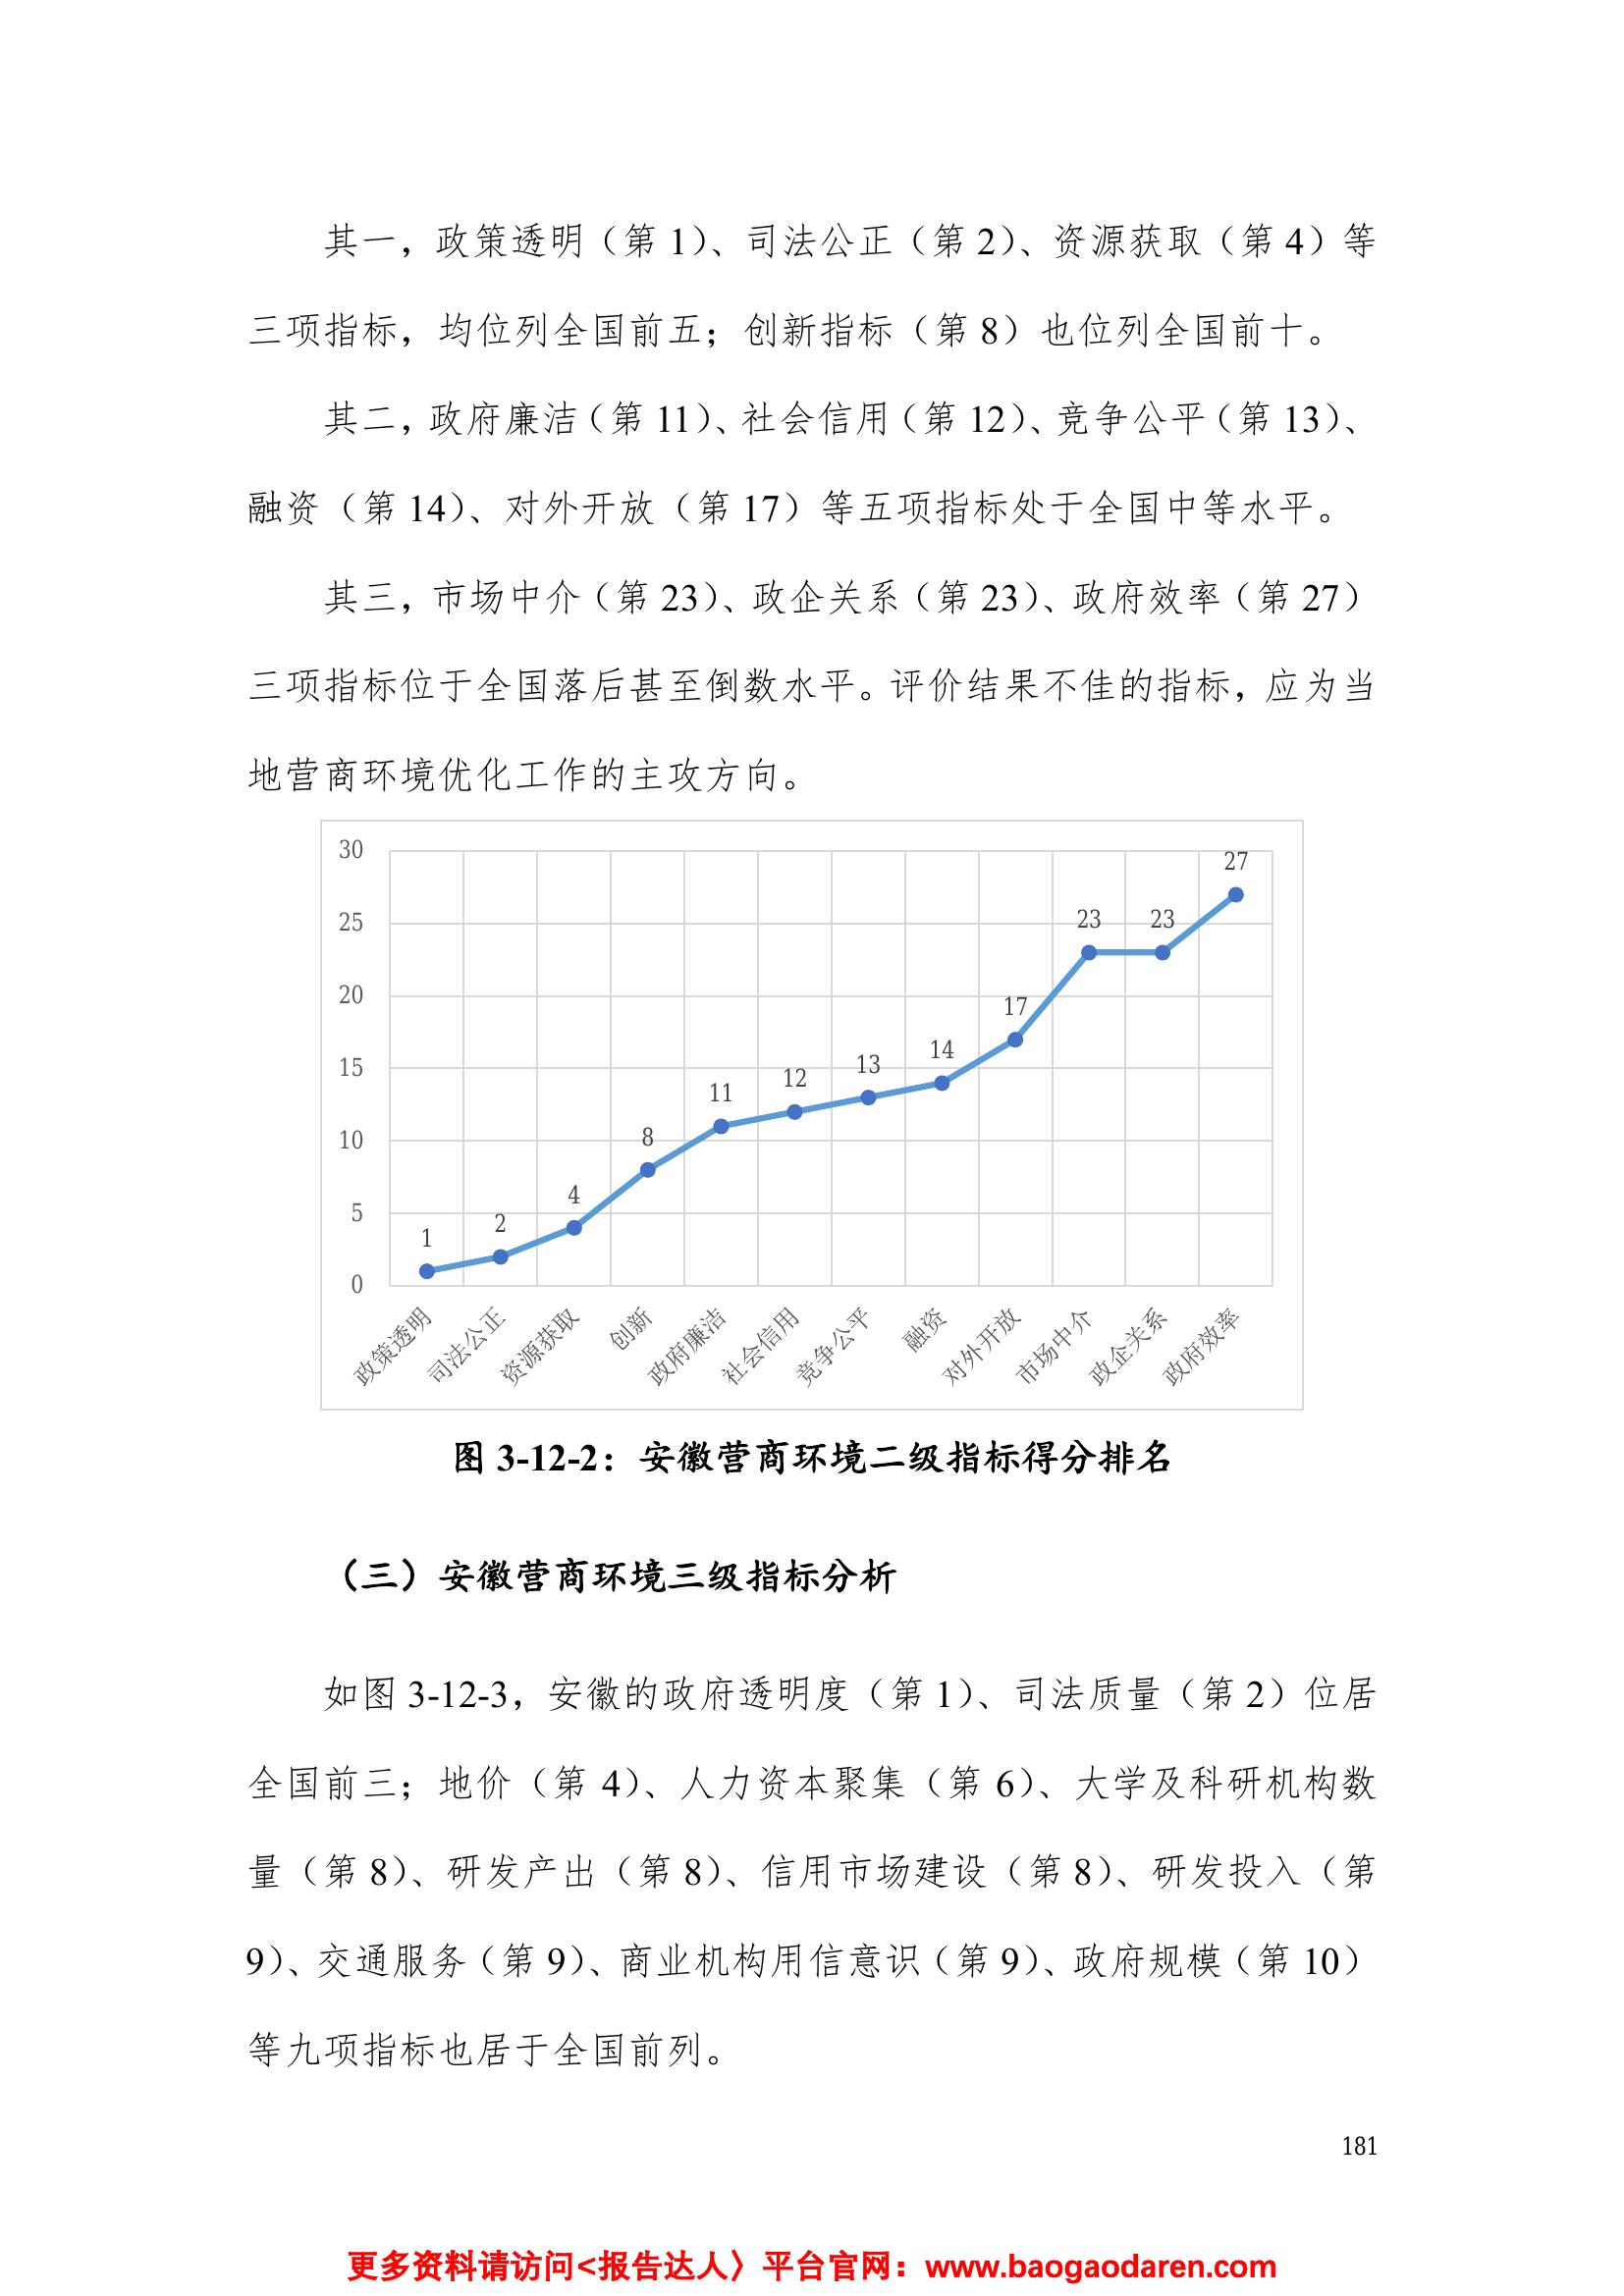 其一，政策透明（第 1）、司法公正（第 2）、资源获取（第 4）等
三项指标，均位列全国前五；创新指标（第 8）也位列全国前十。
其二，政府廉洁（第 11）、社会信用（第 12）、竞争公平（第 13）、
融资（第 14）、对外开放（第 17）等五项指标处于全国中等水平。
其三，市场中介（第 23）、政企关系（第 23）、政府效率（第 27）
三项指标位于全国落后甚至倒数水平。评价结果不佳的指标，应为当
地营商环境优化工作的主攻方向。
30
25
20
15
10
5
0
1
2
4
8
11
12
13
14
17
23
23
27
政策透明
司法公正
资源获取
创新
政府廉洁
社会信用
竞争公平
融资
对外开放
市场中介
政企关系
政府效率
图 3-12-2：安徽营商环境二级指标得分排名
（三）安徽营商环境三级指标分析
如图 3-12-3，安徽的政府透明度（第 1）、司法质量（第 2）位居
全国前三；地价（第 4）、人力资本聚集（第 6）、大学及科研机构数
量（第 8）、研发产出（第 8）、信用市场建设（第 8）、研发投入（第
9）、交通服务（第 9）、商业机构用信意识（第 9）、政府规模（第 10）
等九项指标也居于全国前列。
181
更多资料请访问<报告达人〉平台官网：www.baogaodaren.com